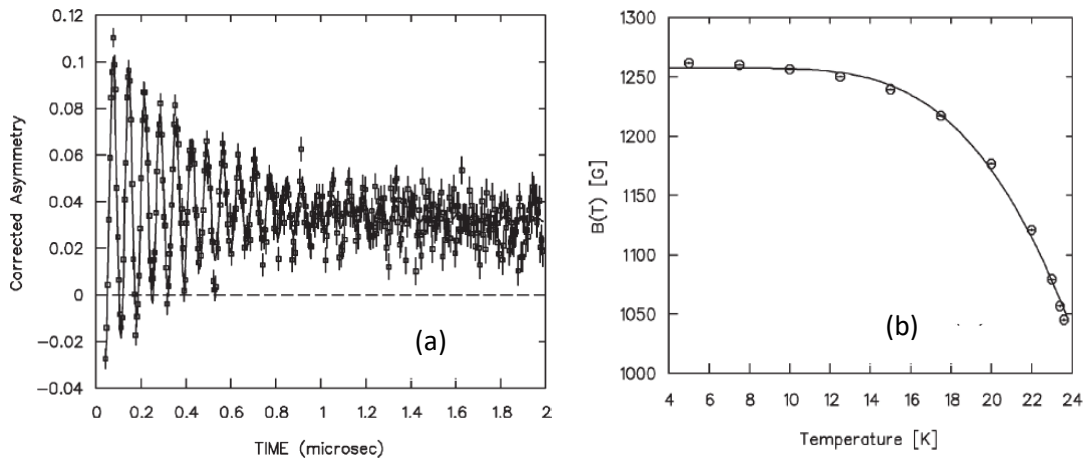 0.12
0.1
0.08
0.06
0.04
0.02
0
−0.02
−0.04
Corrected Asymmetry
(a)
0 0.2 0.4 0.6 0.8 1 1.2 1.4 1.6 1.8 2
TIME (microsec)
1300
1250
1200
1150
1100
1050
1000
B(T) [G]
(b)
4 6 8 10 12 14 16 18 20 22 24
Temperature [K]